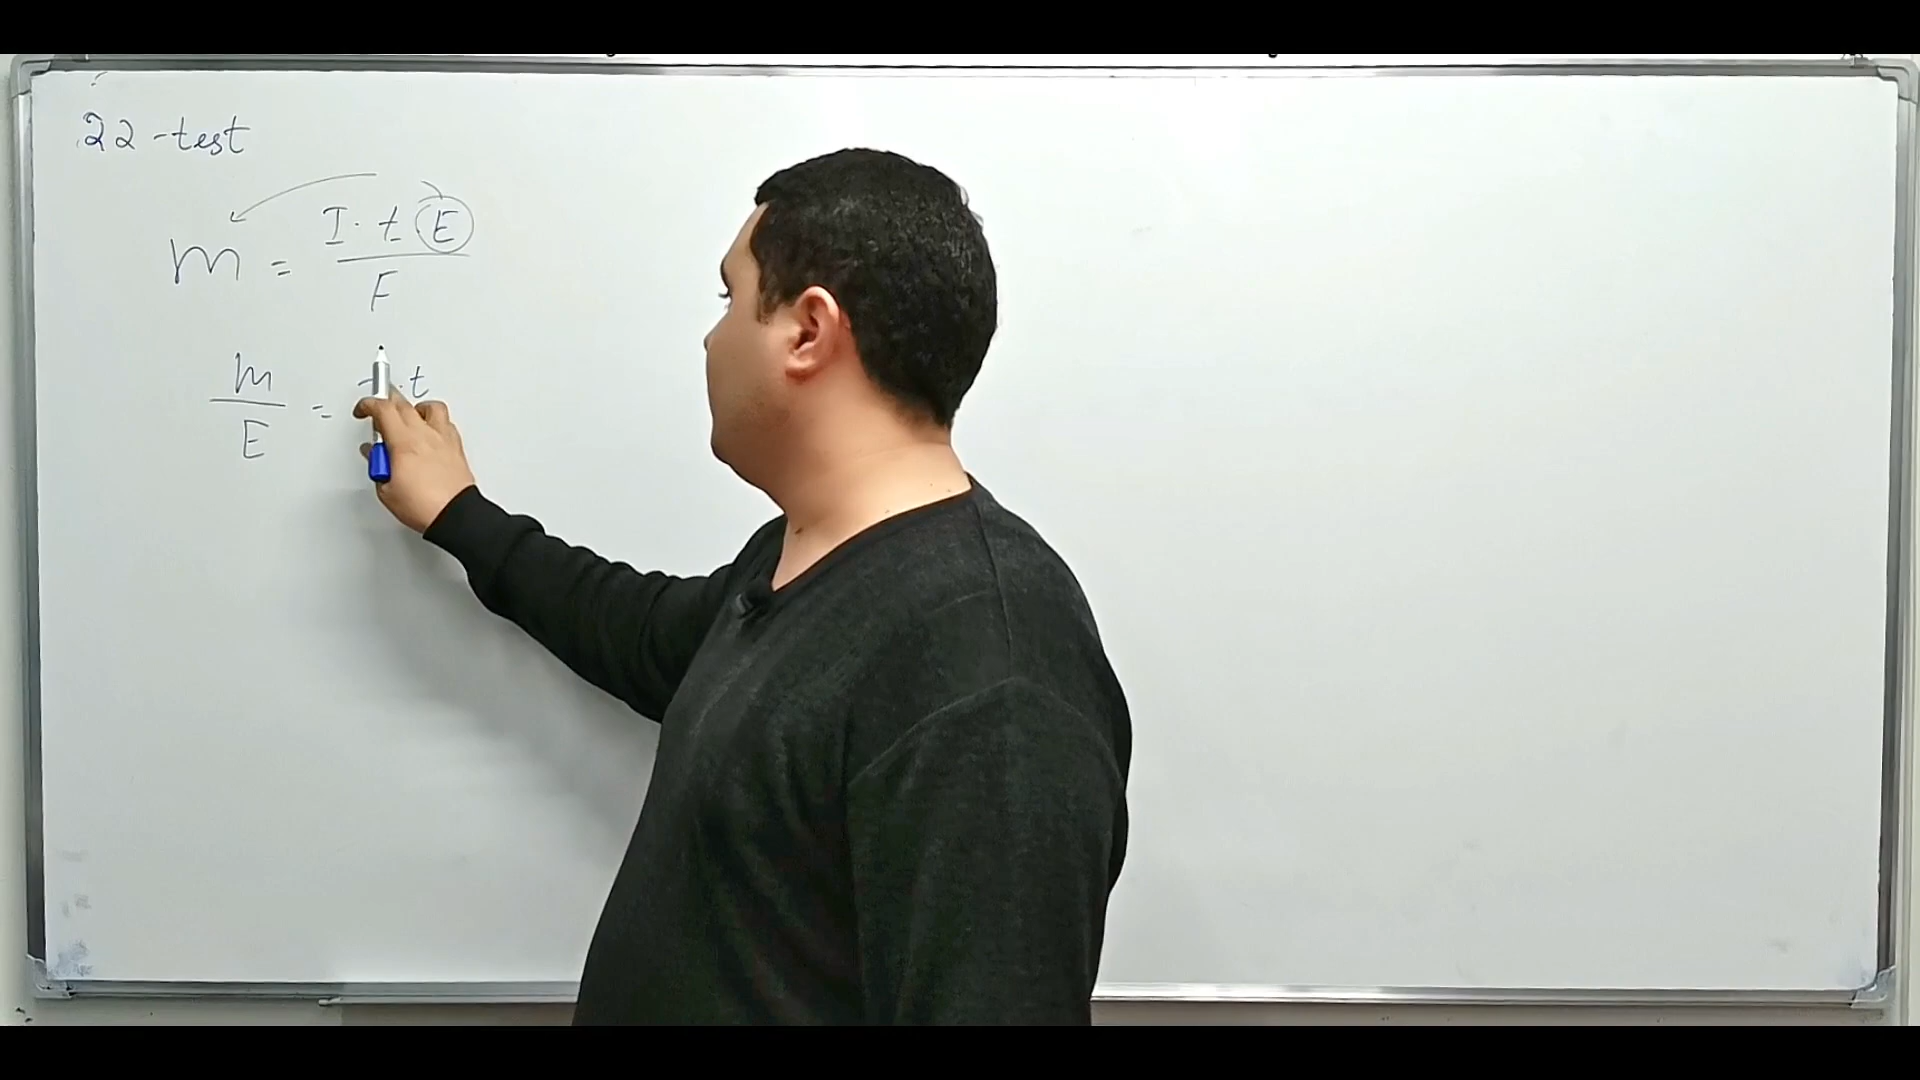 22-test
m = I · t · E / F
m / E = · t